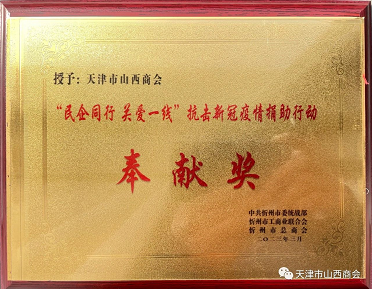 授予：天津市山西商会
“民企同行 关爱一线”抗击新冠疫情捐助行动
奉献奖
中共忻州市委统战部
忻州市工商业联合会
忻州市总商会
二〇二三年二月
天津市山西商会